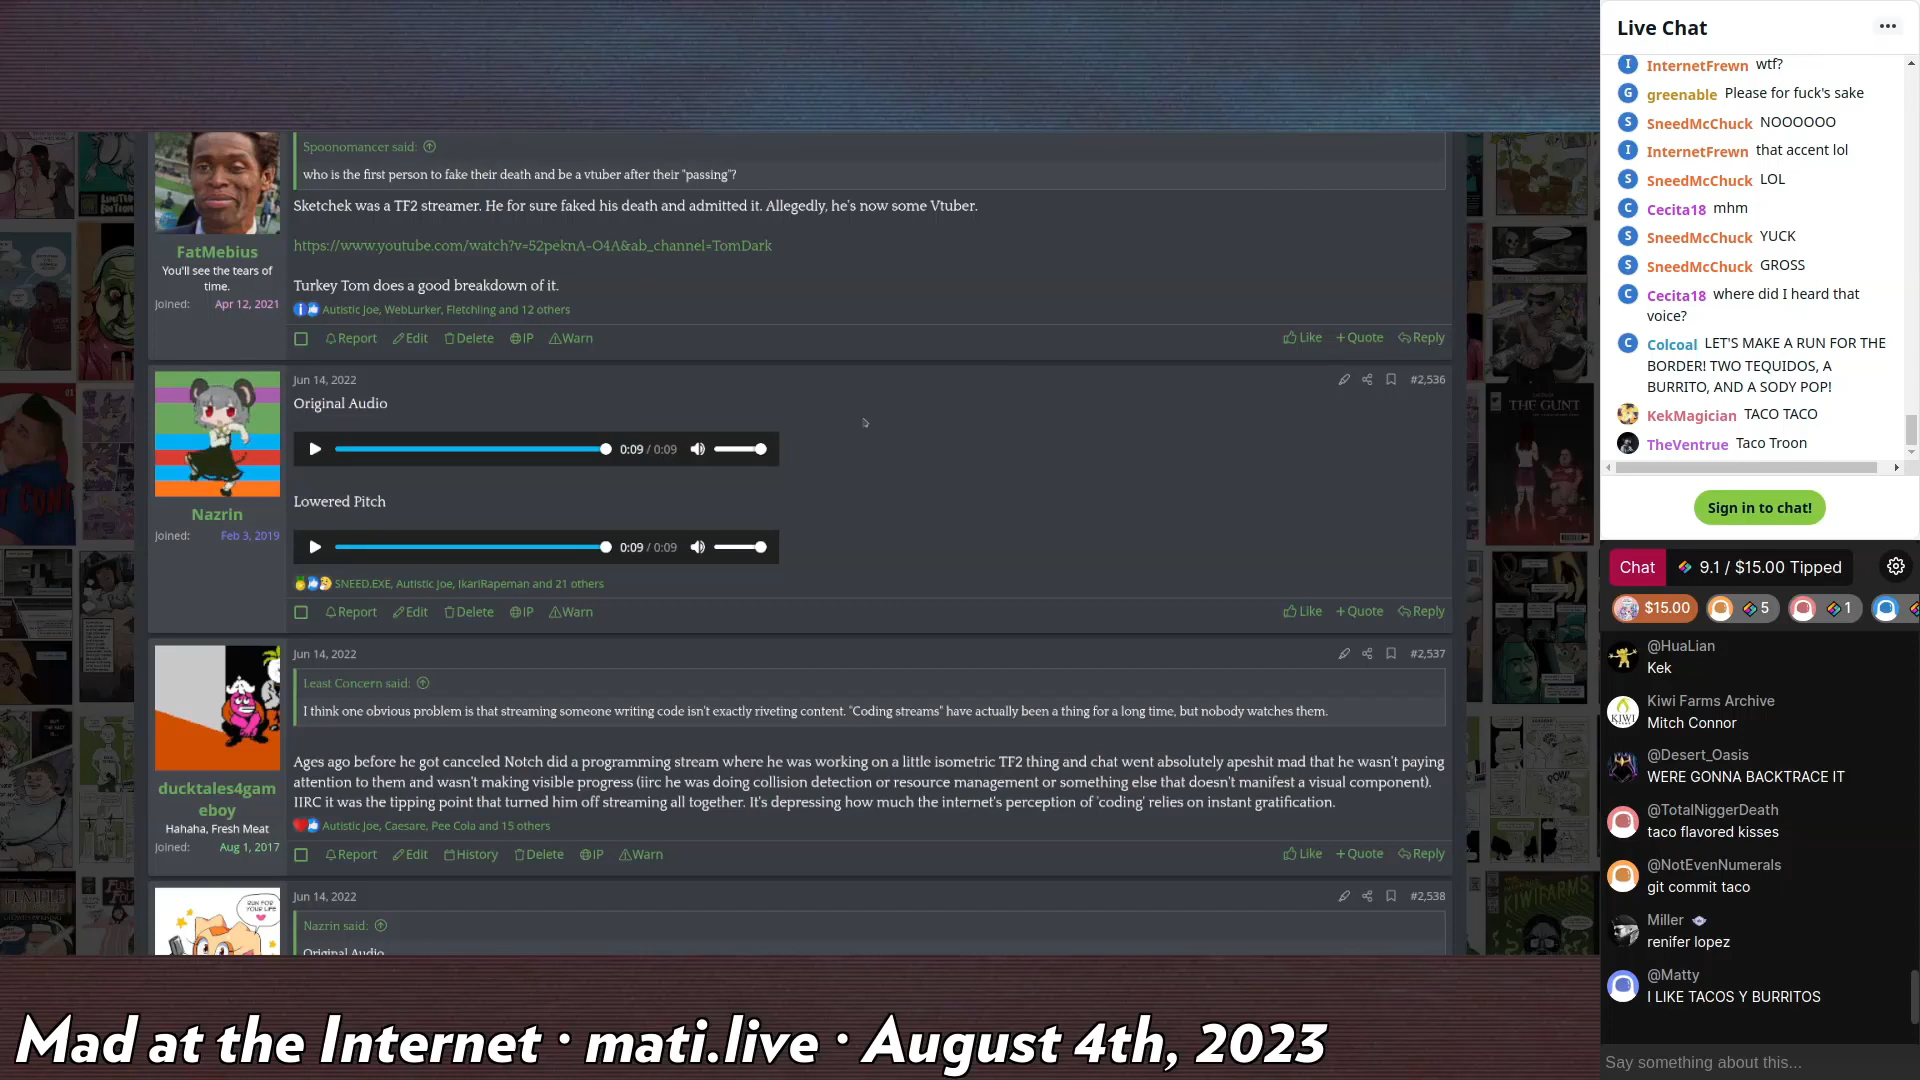 Spoonomancer said:
who is the first person to fake their death and be a vtuber after their "passing"?
Sketchek was a TF2 streamer. He for sure faked his death and admitted it. Allegedly, he's now some Vtuber.
https://www.youtube.com/watch?v=52peknA-O4A&ab_channel=TomDark
Turkey Tom does a good breakdown of it.
FatMebius
You'll see the tears of
time.
Joined: Apr 12, 2021
Autistic Joe, WebLurker, Fletchling and 12 others
Report Edit Delete IP Warn
Like +Quote Reply
Jun 14, 2022
#2,536
Original Audio
0:09 / 0:09
Lowered Pitch
0:09 / 0:09
Nazrin
Joined: Feb 3, 2019
SNEED.EXE, Autistic Joe, IkariRapeman and 21 others
Report Edit Delete IP Warn
Like +Quote Reply
Jun 14, 2022
#2,537
Least Concern said:
I think one obvious problem is that streaming someone writing code isn't exactly riveting content. "Coding streams" have actually been a thing for a long time, but nobody watches them.
Ages ago before he got canceled Notch did a programming stream where he was working on a little isometric TF2 thing and chat went absolutely apeshit mad that he wasn't paying
attention to them and wasn't making visible progress (iirc he was doing collision detection or resource management or something else that doesn't manifest a visual component).
IIRC it was the tipping point that turned him off streaming all together. It's depressing how much the internet's perception of 'coding' relies on instant gratification.
ducktales4gam
eboy
Hahaha, Fresh Meat
Joined: Aug 1, 2017
Autistic Joe, Caesare, Pee Cola and 15 others
Report Edit History Delete IP Warn
Like +Quote Reply
Jun 14, 2022
#2,538
RUN FOR
YOUR LIFE
Nazrin said:
Original Audio
THE GUNT
KIWIFARMS
Mad at the Internet · mati.live · August 4th, 2023
Live Chat
InternetFrewn wtf?
greenable Please for fuck's sake
SneedMcChuck NOOOOOO
InternetFrewn that accent lol
SneedMcChuck LOL
Cecita18 mhm
SneedMcChuck YUCK
SneedMcChuck GROSS
Cecita18 where did I heard that
voice?
Colcoal LET'S MAKE A RUN FOR THE
BORDER! TWO TEQUIDOS, A
BURRITO, AND A SODY POP!
KekMagician TACO TACO
TheVentrue Taco Troon
Sign in to chat!
Chat 9.1 / $15.00 Tipped
$15.00 5 1
@HuaLian
Kek
Kiwi Farms Archive
Mitch Connor
@Desert_Oasis
WERE GONNA BACKTRACE IT
@TotalNiggerDeath
taco flavored kisses
@NotEvenNumerals
git commit taco
Miller
renifer lopez
@Matty
I LIKE TACOS Y BURRITOS
Say something about this...